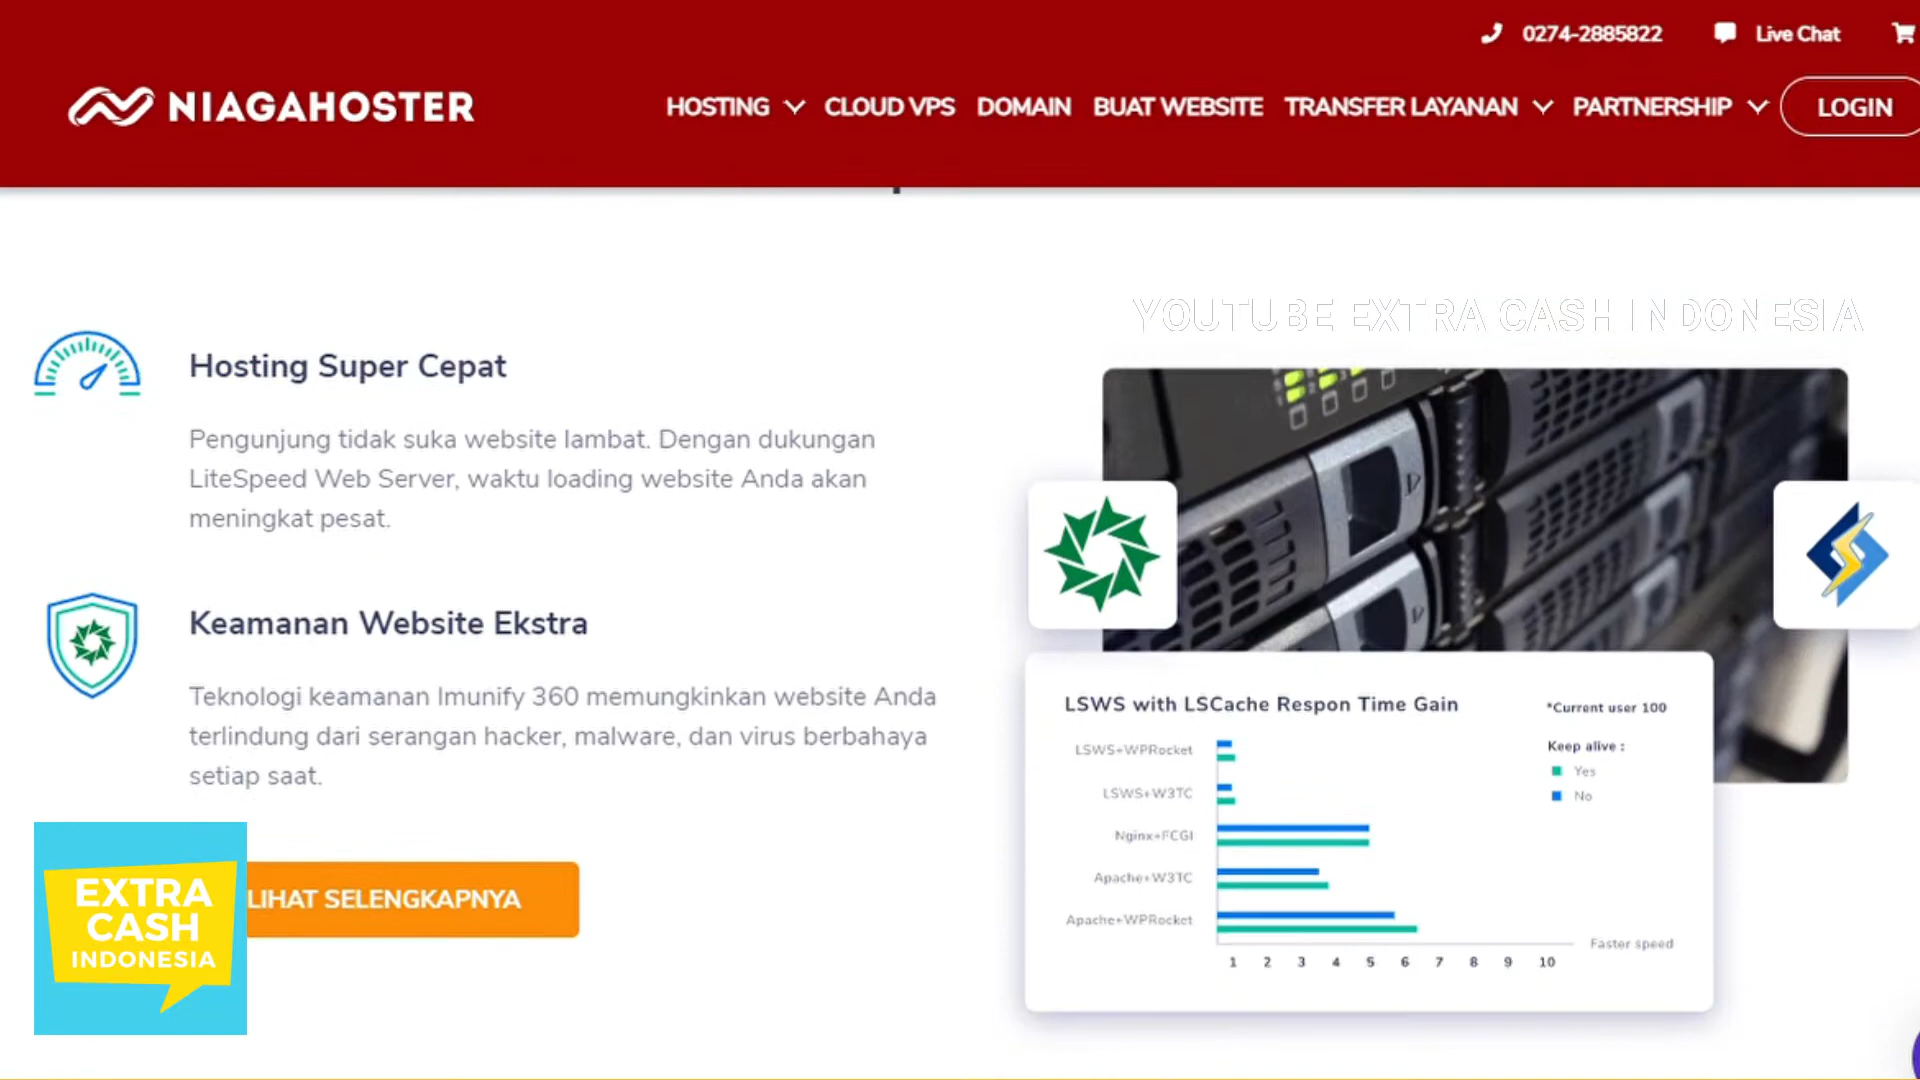 0274-2885822
Live Chat
NIAGAHOSTER
HOSTING
CLOUD VPS
DOMAIN
BUAT WEBSITE
TRANSFER LAYANAN
PARTNERSHIP
LOGIN
YOUTUBE EXTRA CASH INDONESIA
Hosting Super Cepat
Pengunjung tidak suka website lambat. Dengan dukungan
LiteSpeed Web Server, waktu loading website Anda akan
meningkat pesat.
Keamanan Website Ekstra
Teknologi keamanan Imunify 360 memungkinkan website Anda
terlindung dari serangan hacker, malware, dan virus berbahaya
setiap saat.
LIHAT SELENGKAPNYA
EXTRA
CASH
INDONESIA
LSWS with LSCache Respon Time Gain
*Current user 100
Keep alive :
Yes
No
LSWS+WPRocket
LSWS+W3TC
Nginx+FCGI
Apache+W3TC
Apache+WPRocket
Faster speed
1 2 3 4 5 6 7 8 9 10